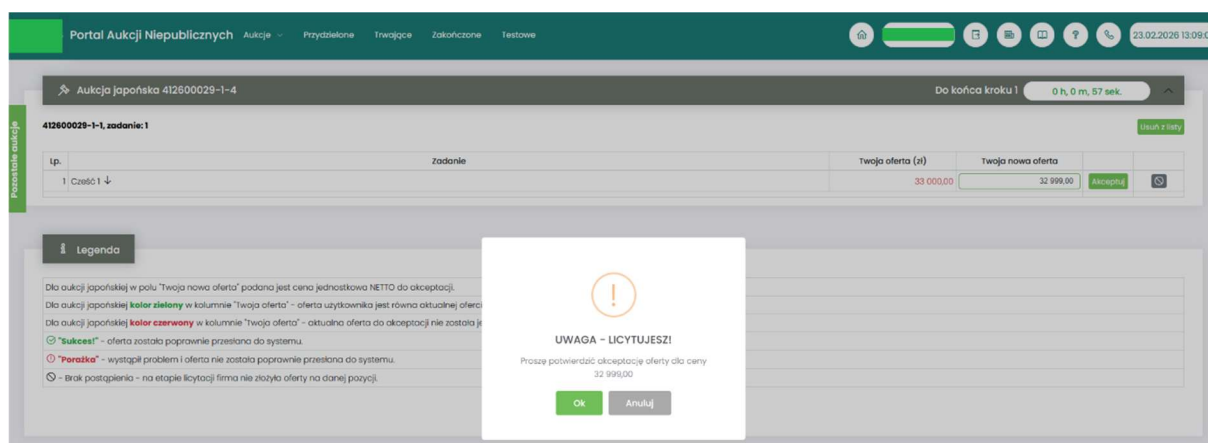 Portal Aukcji Niepublicznych Aukcje Przydzielone Trwające Zakończone Testowe 23.02.2026 13:09:0
Aukcja japońska 412600029-1-4 Do końca kroku 1 0 h, 0 m, 57 sek.
Pozostałe aukcje
412600029-1-1, zadanie: 1 Usuń z listy
Lp. Zadanie Twoja oferta (zł) Twoja nowa oferta
1 Cześć 1 33 000,00 32 999,00 Akceptuj
Legenda
Dla aukcji japońskiej w polu "Twoja nowa oferta" podana jest cena jednostkowa NETTO do akceptacji.
Dla aukcji japońskiej kolor zielony w kolumnie "Twoja oferta" - oferta użytkownika jest równa aktualnej oferci
Dla aukcji japońskiej kolor czerwony w kolumnie "Twoja oferta" - aktualna oferta do akceptacji nie została je
"Sukces!" - oferta została poprawnie przesłana do systemu.
"Porażka" - wystąpił problem i oferta nie została poprawnie przesłana do systemu.
- Brak postąpienia - na etapie licytacji firma nie złożyła oferty na danej pozycji.
UWAGA - LICYTUJESZ!
Proszę potwierdzić akceptację oferty dla ceny
32 999,00
Ok Anuluj